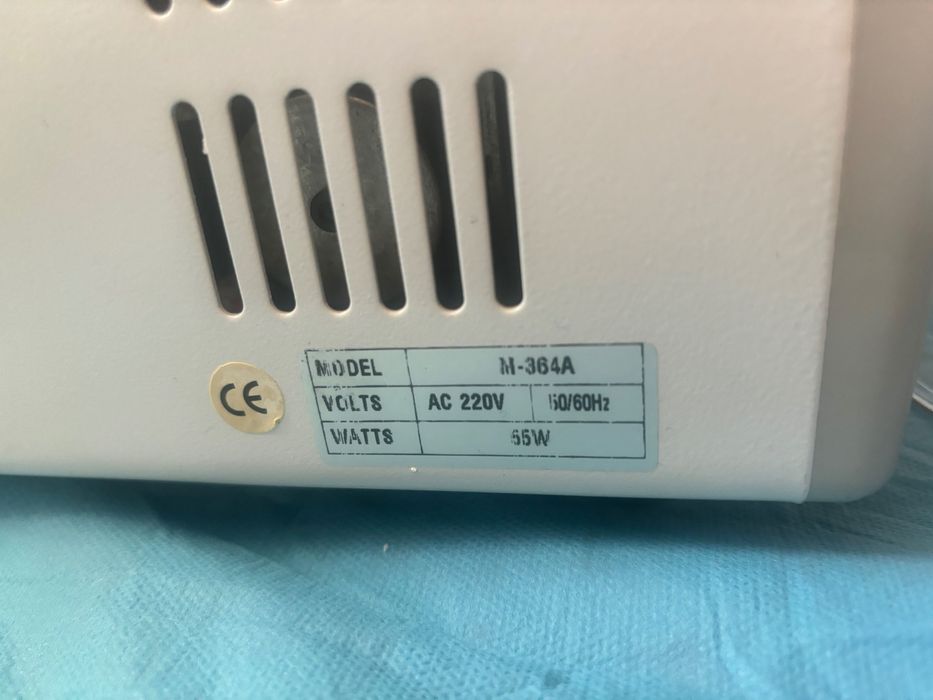 CE
MODEL M-364A
VOLTS AC 220V 50/60Hz
WATTS 55W